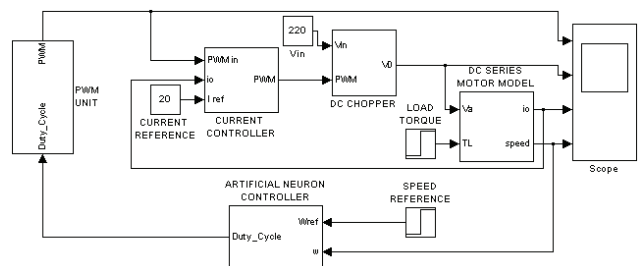 PWM
Duty_Cycle
PWM
UNIT
PWM in
io
I ref
PWM
20
CURRENT
REFERENCE
CURRENT
CONTROLLER
220
Vin
Vin
PWM
V0
DC CHOPPER
DC SERIES
MOTOR MODEL
LOAD
TORQUE
Va
TL
io
speed
Scope
ARTIFICIAL NEURON
CONTROLLER
Duty_Cycle
Wref
w
SPEED
REFERENCE